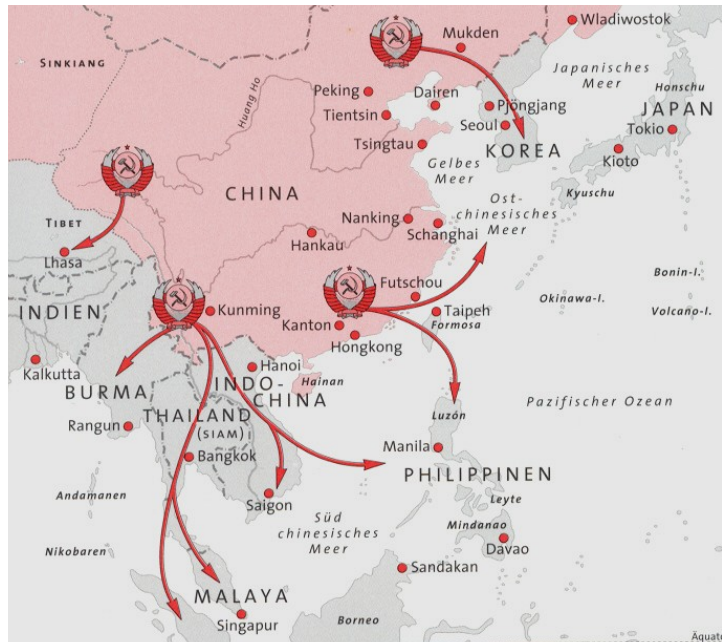 Wladiwostok
Mukden
SINKIANG
Japanisches
Meer
Honschu
Peking
Dairen
Huang Ho
Tientsin
Pjöngjang
JAPAN
Seoul
Tokio
Tsingtau
KOREA
Kioto
Gelbes
Meer
Kyuschu
CHINA
Ost-
chinesisches
Meer
TIBET
Nanking
Schanghai
Hankau
Lhasa
Bonin-I.
Futschou
Okinawa-I.
Volcano-I.
INDIEN
Kunming
Taipeh
Kanton
Formosa
Hongkong
Kalkutta
Hanoi
INDO-
CHINA
Hainan
BURMA
THAILAND
(SIAM)
Luzón
Pazifischer Ozean
Rangun
Manila
Bangkok
PHILIPPINEN
Andamanen
Saigon
Leyte
Süd
chinesisches
Meer
Mindanao
Davao
Nikobaren
Sandakan
MALAYA
Singapur
Borneo
Äquato